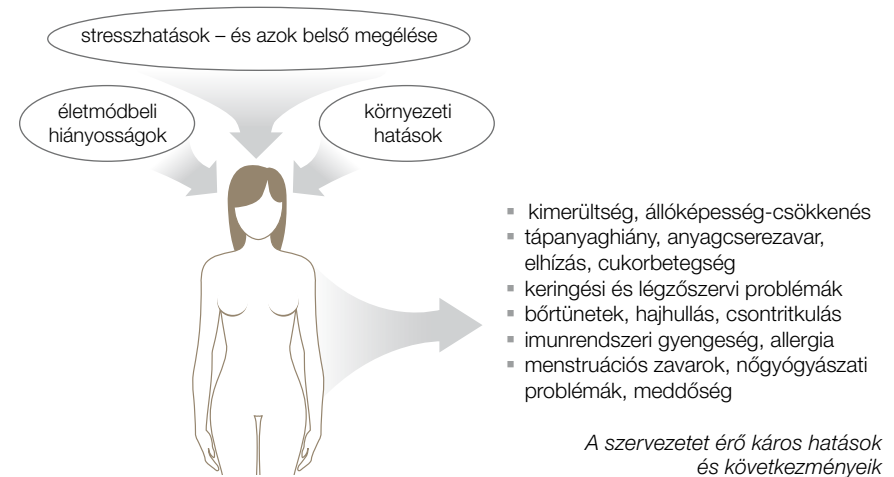 stresszhatások – és azok belső megélése
életmódbeli
hiányosságok
környezeti
hatások
▪ kimerültség, állóképesség-csökkenés
▪ tápanyaghiány, anyagcserezavar,
elhízás, cukorbetegség
▪ keringési és légzőszervi problémák
▪ bőrtünetek, hajhullás, csontritkulás
▪ imunrendszeri gyengeség, allergia
▪ menstruációs zavarok, nőgyógyászati
problémák, meddőség
A szervezetet érő káros hatások
és következményeik